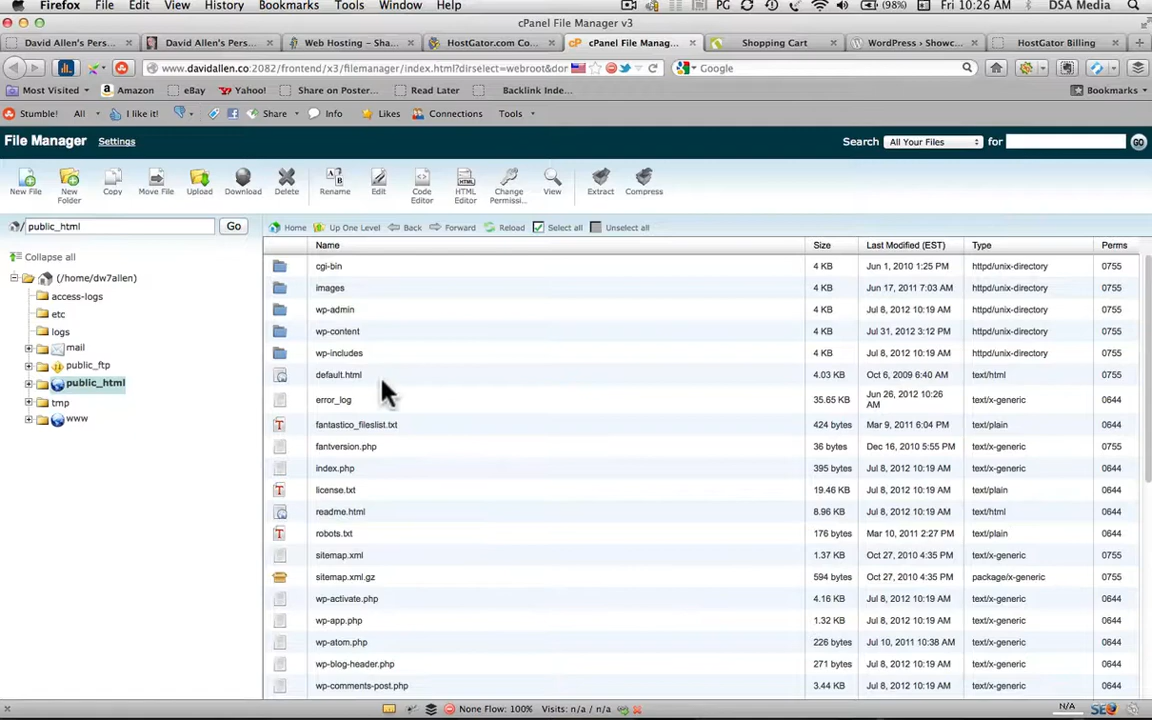 Firefox File Edit View History Bookmarks Tools Window Help PG (98%) Fri 10:26 AM DSA Media
cPanel File Manager v3
David Allen's Pers... David Allen's Pers... Web Hosting – Sha... HostGator.com Co... cPanel File Manag... Shopping Cart WordPress › Showc... HostGator Billing
www.davidallen.co:2082/frontend/x3/filemanager/index.html?dirselect=webroot&dor Google
Most Visited Amazon eBay Yahoo! Share on Poster... Read Later Backlink Inde... Bookmarks
Stumble! All I like it! Share Info Likes Connections Tools
File Manager Settings Search All Your Files for GO
New File New Folder Copy Move File Upload Download Delete Rename Edit Code Editor HTML Editor Change Permissi... View Extract Compress
/ public_html Go Home Up One Level Back Forward Reload Select all Unselect all
Collapse all
(/home/dw7allen)
access-logs
etc
logs
mail
public_ftp
public_html
tmp
www
Name Size Last Modified (EST) Type Perms
cgi-bin 4 KB Jun 1, 2010 1:25 PM httpd/unix-directory 0755
images 4 KB Jun 17, 2011 7:03 AM httpd/unix-directory 0755
wp-admin 4 KB Jul 8, 2012 10:19 AM httpd/unix-directory 0755
wp-content 4 KB Jul 31, 2012 3:12 PM httpd/unix-directory 0755
wp-includes 4 KB Jul 8, 2012 10:19 AM httpd/unix-directory 0755
default.html 4.03 KB Oct 6, 2009 6:40 AM text/html 0644
error_log 35.65 KB Jun 26, 2012 10:26 AM text/x-generic 0644
fantastico_fileslist.txt 424 bytes Mar 9, 2011 6:04 PM text/plain 0644
fantversion.php 36 bytes Dec 16, 2010 5:55 PM text/x-generic 0644
index.php 395 bytes Jul 8, 2012 10:19 AM text/x-generic 0644
license.txt 19.46 KB Jul 8, 2012 10:19 AM text/plain 0644
readme.html 8.96 KB Jul 8, 2012 10:19 AM text/html 0644
robots.txt 176 bytes Mar 10, 2011 2:27 PM text/plain 0644
sitemap.xml 1.37 KB Oct 27, 2010 4:35 PM text/x-generic 0755
sitemap.xml.gz 594 bytes Oct 27, 2010 4:35 PM package/x-generic 0755
wp-activate.php 4.16 KB Jul 8, 2012 10:19 AM text/x-generic 0644
wp-app.php 1.32 KB Jul 8, 2012 10:19 AM text/x-generic 0644
wp-atom.php 226 bytes Jul 10, 2011 10:38 AM text/x-generic 0644
wp-blog-header.php 271 bytes Jul 8, 2012 10:19 AM text/x-generic 0644
wp-comments-post.php 3.44 KB Jul 8, 2012 10:19 AM text/x-generic 0644
None Flow: 100% Visits: n/a / n/a N/A SEO